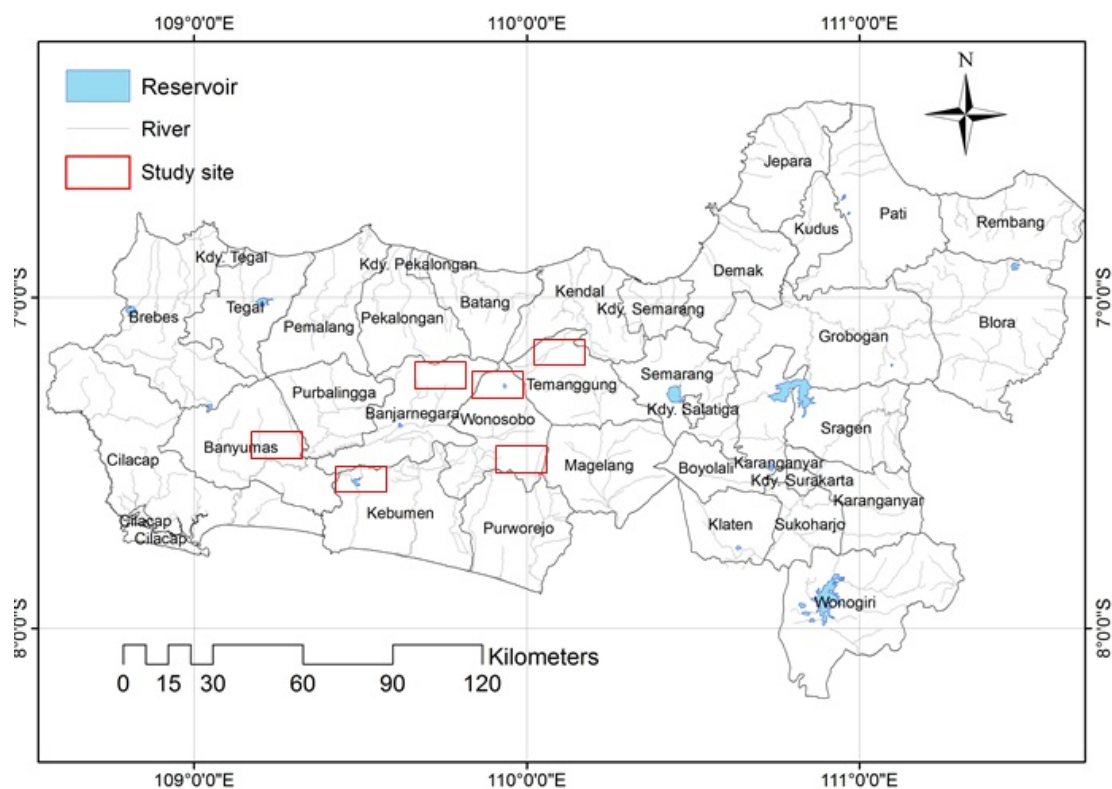 109°0'0"E 110°0'0"E 111°0'0"E
N
Reservoir
River
Study site
Jepara
Kudus
Pati
Rembang
Kdy. Tegal
Kdy. Pekalongan
Demak
7°0'0"S
7°0'0"S
Brebes
Tegal
Pemalang
Pekalongan
Batang
Kendal
Kdy. Semarang
Grobogan
Blora
Purbalingga
Banjarnegara
Wonosobo
Temanggung
Semarang
Kdy. Salatiga
Sragen
Cilacap
Banyumas
Magelang
Boyolali
Karanganyar
Kdy. Surakarta
Karanganyar
Cilacap
Cilacap
Kebumen
Purworejo
Klaten
Sukoharjo
Wonogiri
8°0'0"S
8°0'0"S
Kilometers
0 15 30 60 90 120
109°0'0"E 110°0'0"E 111°0'0"E